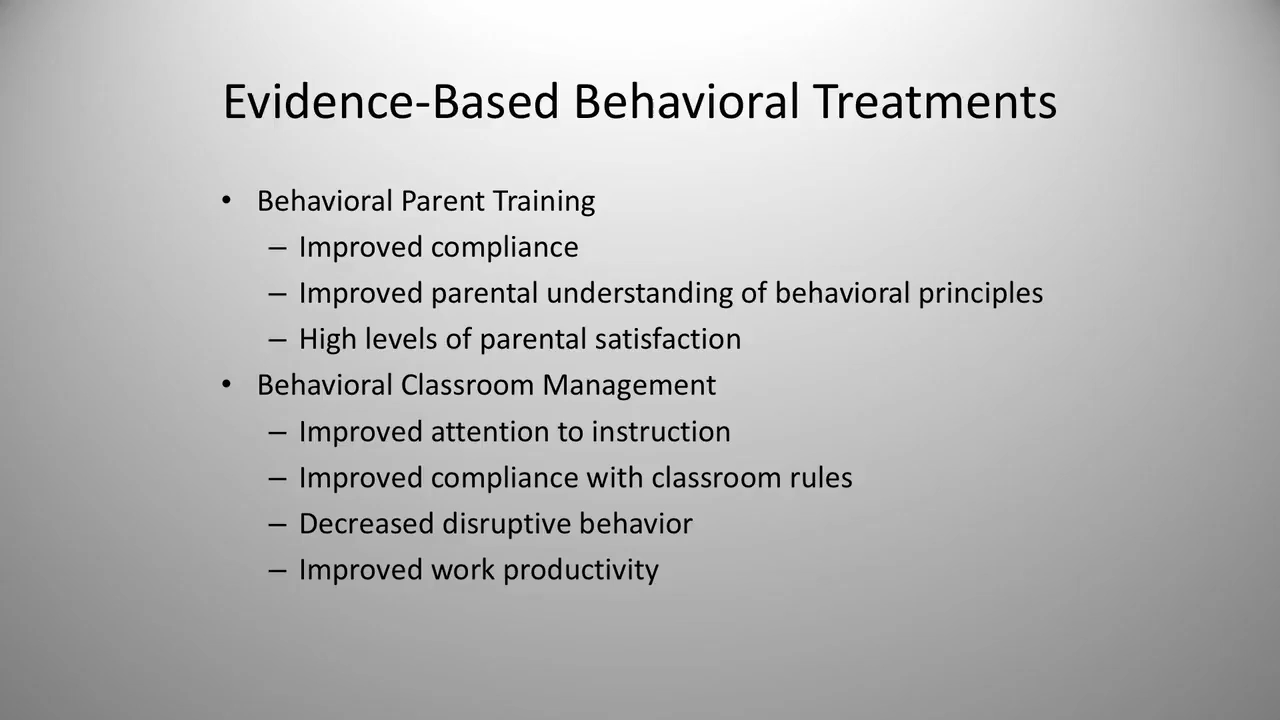 Evidence-Based Behavioral Treatments
• Behavioral Parent Training
– Improved compliance
– Improved parental understanding of behavioral principles
– High levels of parental satisfaction
• Behavioral Classroom Management
– Improved attention to instruction
– Improved compliance with classroom rules
– Decreased disruptive behavior
– Improved work productivity